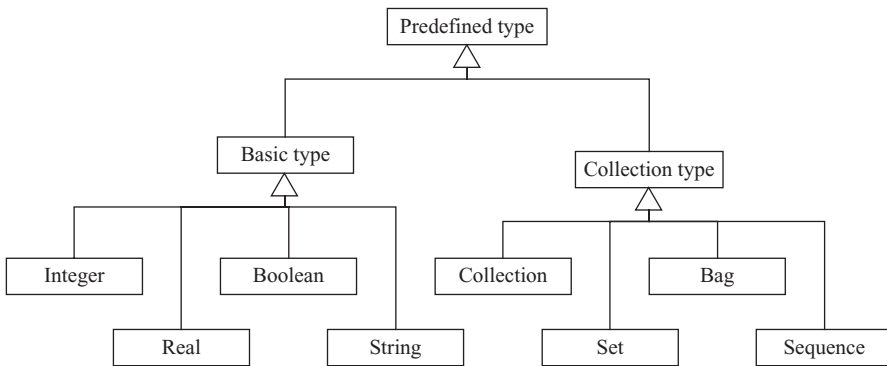 Predefined type
Basic type
Collection type
Integer
Boolean
Collection
Bag
Real
String
Set
Sequence